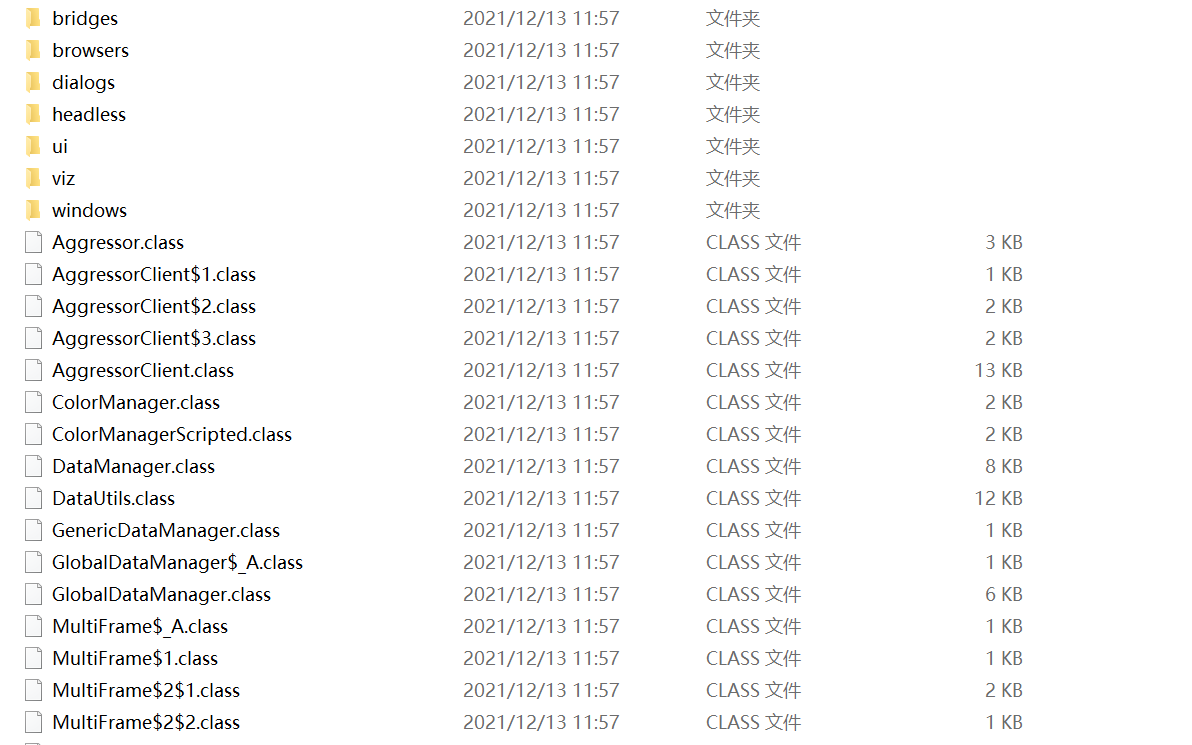 bridges 2021/12/13 11:57 文件夹
browsers 2021/12/13 11:57 文件夹
dialogs 2021/12/13 11:57 文件夹
headless 2021/12/13 11:57 文件夹
ui 2021/12/13 11:57 文件夹
viz 2021/12/13 11:57 文件夹
windows 2021/12/13 11:57 文件夹
Aggressor.class 2021/12/13 11:57 CLASS 文件 3 KB
AggressorClient$1.class 2021/12/13 11:57 CLASS 文件 1 KB
AggressorClient$2.class 2021/12/13 11:57 CLASS 文件 2 KB
AggressorClient$3.class 2021/12/13 11:57 CLASS 文件 2 KB
AggressorClient.class 2021/12/13 11:57 CLASS 文件 13 KB
ColorManager.class 2021/12/13 11:57 CLASS 文件 2 KB
ColorManagerScripted.class 2021/12/13 11:57 CLASS 文件 2 KB
DataManager.class 2021/12/13 11:57 CLASS 文件 8 KB
DataUtils.class 2021/12/13 11:57 CLASS 文件 12 KB
GenericDataManager.class 2021/12/13 11:57 CLASS 文件 1 KB
GlobalDataManager$_A.class 2021/12/13 11:57 CLASS 文件 1 KB
GlobalDataManager.class 2021/12/13 11:57 CLASS 文件 6 KB
MultiFrame$_A.class 2021/12/13 11:57 CLASS 文件 1 KB
MultiFrame$1.class 2021/12/13 11:57 CLASS 文件 1 KB
MultiFrame$2$1.class 2021/12/13 11:57 CLASS 文件 2 KB
MultiFrame$2$2.class 2021/12/13 11:57 CLASS 文件 1 KB